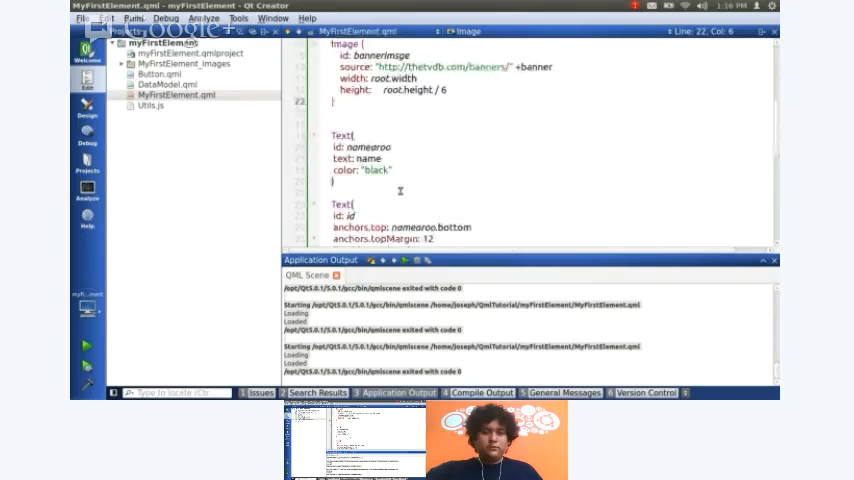 MyFirstElement.qml - myFirstElement - Qt Creator
1:16 PM
File Edit Build Debug Analyze Tools Window Help
Google+
Projects
MyFirstElement.qml
Image
Line: 22, Col: 6
Welcome
Edit
Design
Debug
Projects
Analyze
Help
myFirstElement
myFirstElement.qmlproject
MyFirstElement_images
Button.qml
DataModel.qml
MyFirstElement.qml
Utils.js
Image {
id: bannerImsge
source: "http://thetvdb.com/banners/" +banner
width: root.width
height: root.height / 6
}
Text{
id: namearoo
text: name
color: "black"
}
Text{
id: id
anchors.top: namearoo.bottom
anchors.topMargin: 12
Application Output
QML Scene
/opt/Qt5.0.1/5.0.1/gcc/bin/qmlscene exited with code 0
Starting /opt/Qt5.0.1/5.0.1/gcc/bin/qmlscene /home/joseph/QmlTutorial/myFirstElement/MyFirstElement.qml
Loading
Loaded
/opt/Qt5.0.1/5.0.1/gcc/bin/qmlscene exited with code 0
Starting /opt/Qt5.0.1/5.0.1/gcc/bin/qmlscene /home/joseph/QmlTutorial/myFirstElement/MyFirstElement.qml
Loading
Loaded
/opt/Qt5.0.1/5.0.1/gcc/bin/qmlscene exited with code 0
Type to locate (Ctrl...
1 Issues 2 Search Results 3 Application Output 4 Compile Output 5 General Messages 6 Version Control